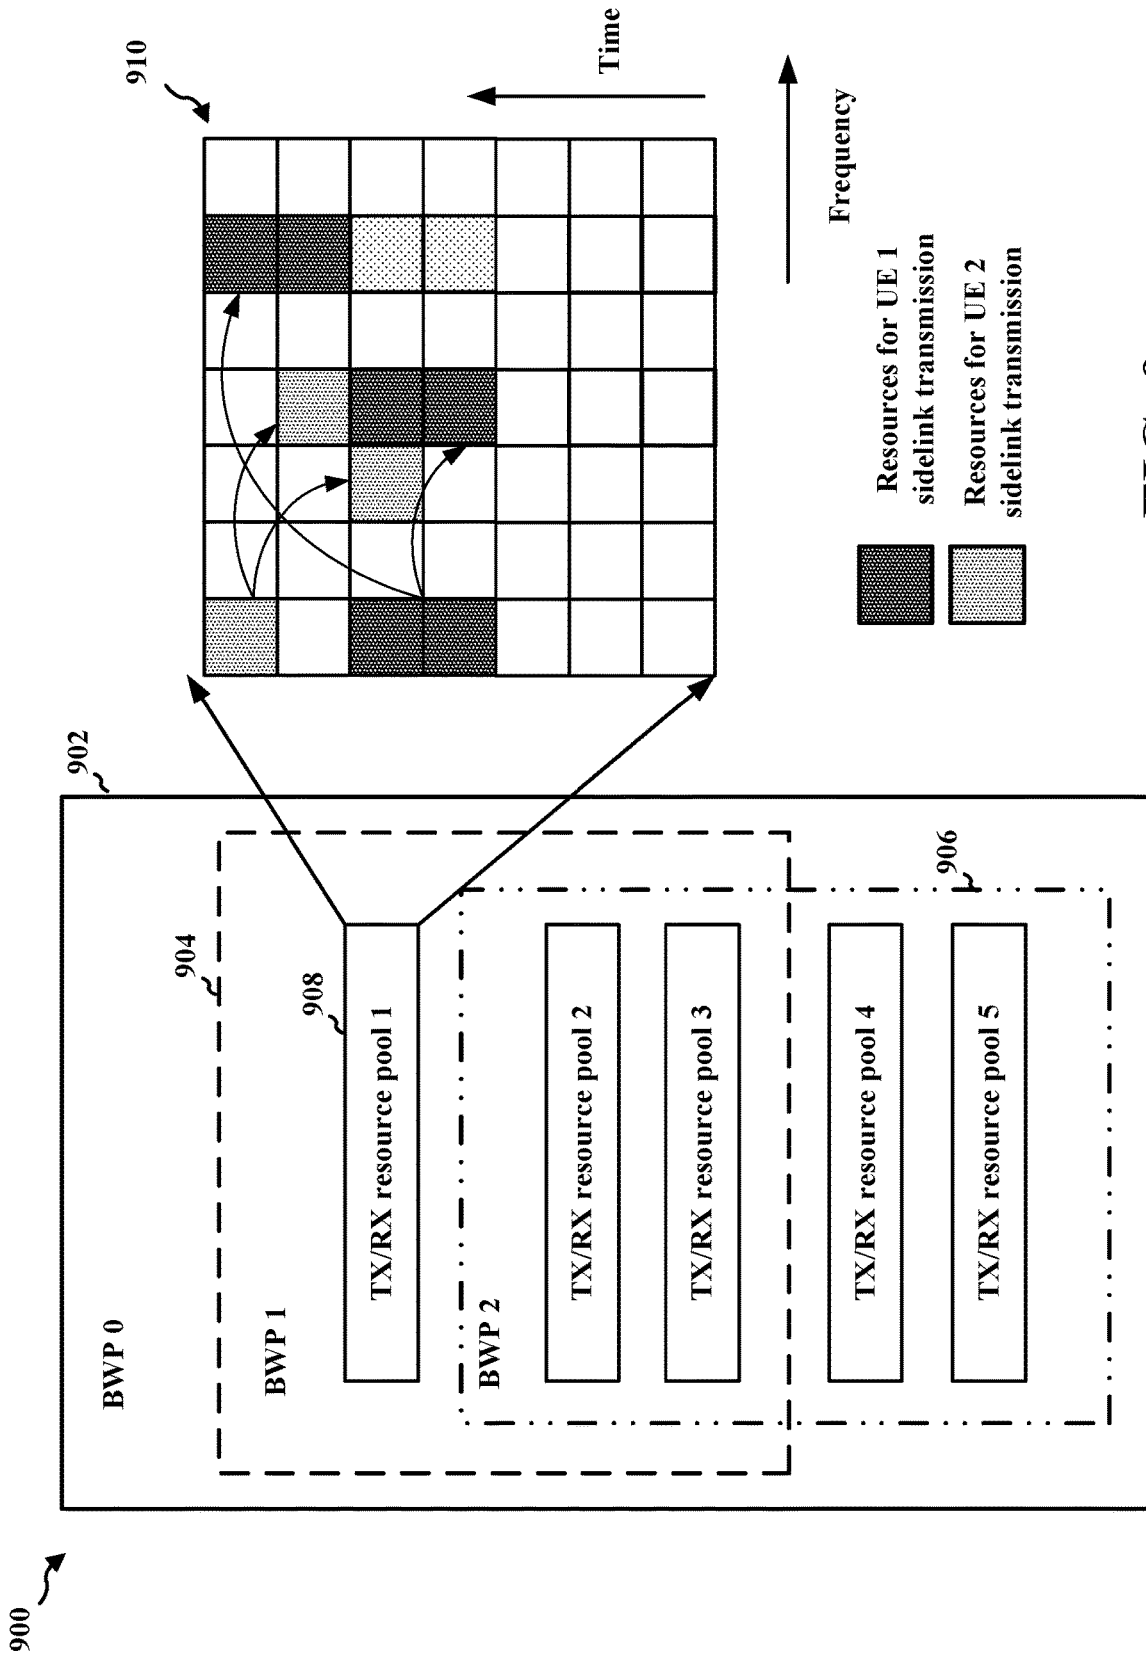 900
902
BWP 0
904
BWP 1
908
TX/RX resource pool 1
BWP 2
906
TX/RX resource pool 2
TX/RX resource pool 3
TX/RX resource pool 4
TX/RX resource pool 5
910
Time
Frequency
Resources for UE 1
sidelink transmission
Resources for UE 2
sidelink transmission